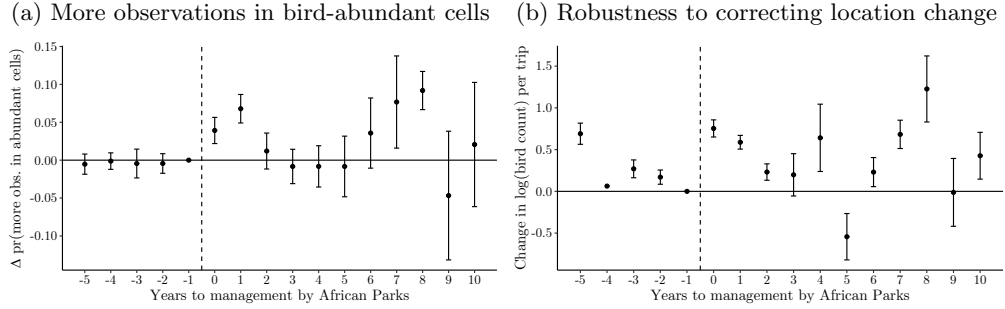 (a) More observations in bird-abundant cells
0.15
0.10
0.05
0.00
-0.05
-0.10
Δ pr(more obs. in abundant cells)
-5 -4 -3 -2 -1 0 1 2 3 4 5 6 7 8 9 10
Years to management by African Parks
(b) Robustness to correcting location change
1.5
1.0
0.5
0.0
-0.5
Change in log(bird count) per trip
-5 -4 -3 -2 -1 0 1 2 3 4 5 6 7 8 9 10
Years to management by African Parks